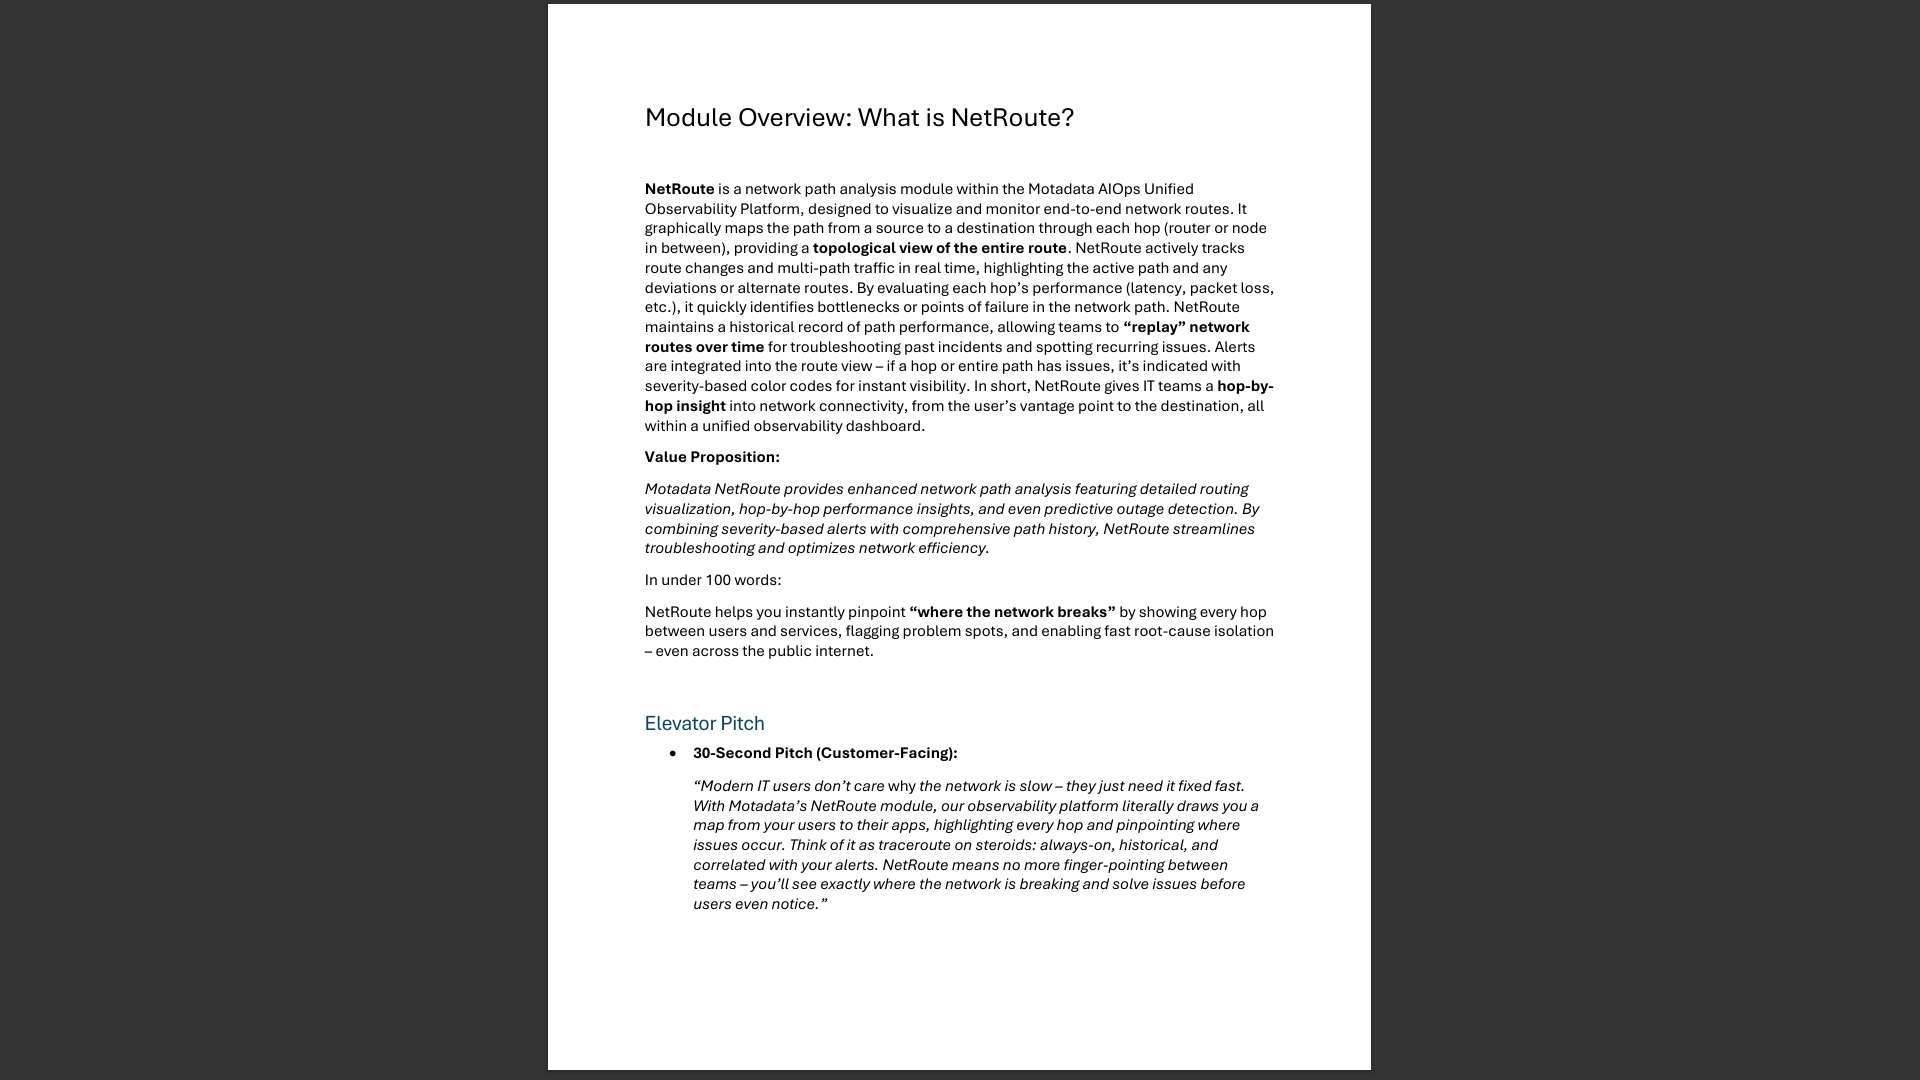 Module Overview: What is NetRoute?
NetRoute is a network path analysis module within the Motadata AIOps Unified
Observability Platform, designed to visualize and monitor end-to-end network routes. It
graphically maps the path from a source to a destination through each hop (router or node
in between), providing a topological view of the entire route. NetRoute actively tracks
route changes and multi-path traffic in real time, highlighting the active path and any
deviations or alternate routes. By evaluating each hop’s performance (latency, packet loss,
etc.), it quickly identifies bottlenecks or points of failure in the network path. NetRoute
maintains a historical record of path performance, allowing teams to “replay” network
routes over time for troubleshooting past incidents and spotting recurring issues. Alerts
are integrated into the route view – if a hop or entire path has issues, it’s indicated with
severity-based color codes for instant visibility. In short, NetRoute gives IT teams a hop-by-
hop insight into network connectivity, from the user’s vantage point to the destination, all
within a unified observability dashboard.
Value Proposition:
Motadata NetRoute provides enhanced network path analysis featuring detailed routing
visualization, hop-by-hop performance insights, and even predictive outage detection. By
combining severity-based alerts with comprehensive path history, NetRoute streamlines
troubleshooting and optimizes network efficiency.
In under 100 words:
NetRoute helps you instantly pinpoint “where the network breaks” by showing every hop
between users and services, flagging problem spots, and enabling fast root-cause isolation
– even across the public internet.
Elevator Pitch
• 30-Second Pitch (Customer-Facing):
“Modern IT users don’t care why the network is slow – they just need it fixed fast.
With Motadata’s NetRoute module, our observability platform literally draws you a
map from your users to their apps, highlighting every hop and pinpointing where
issues occur. Think of it as traceroute on steroids: always-on, historical, and
correlated with your alerts. NetRoute means no more finger-pointing between
teams – you’ll see exactly where the network is breaking and solve issues before
users even notice.”